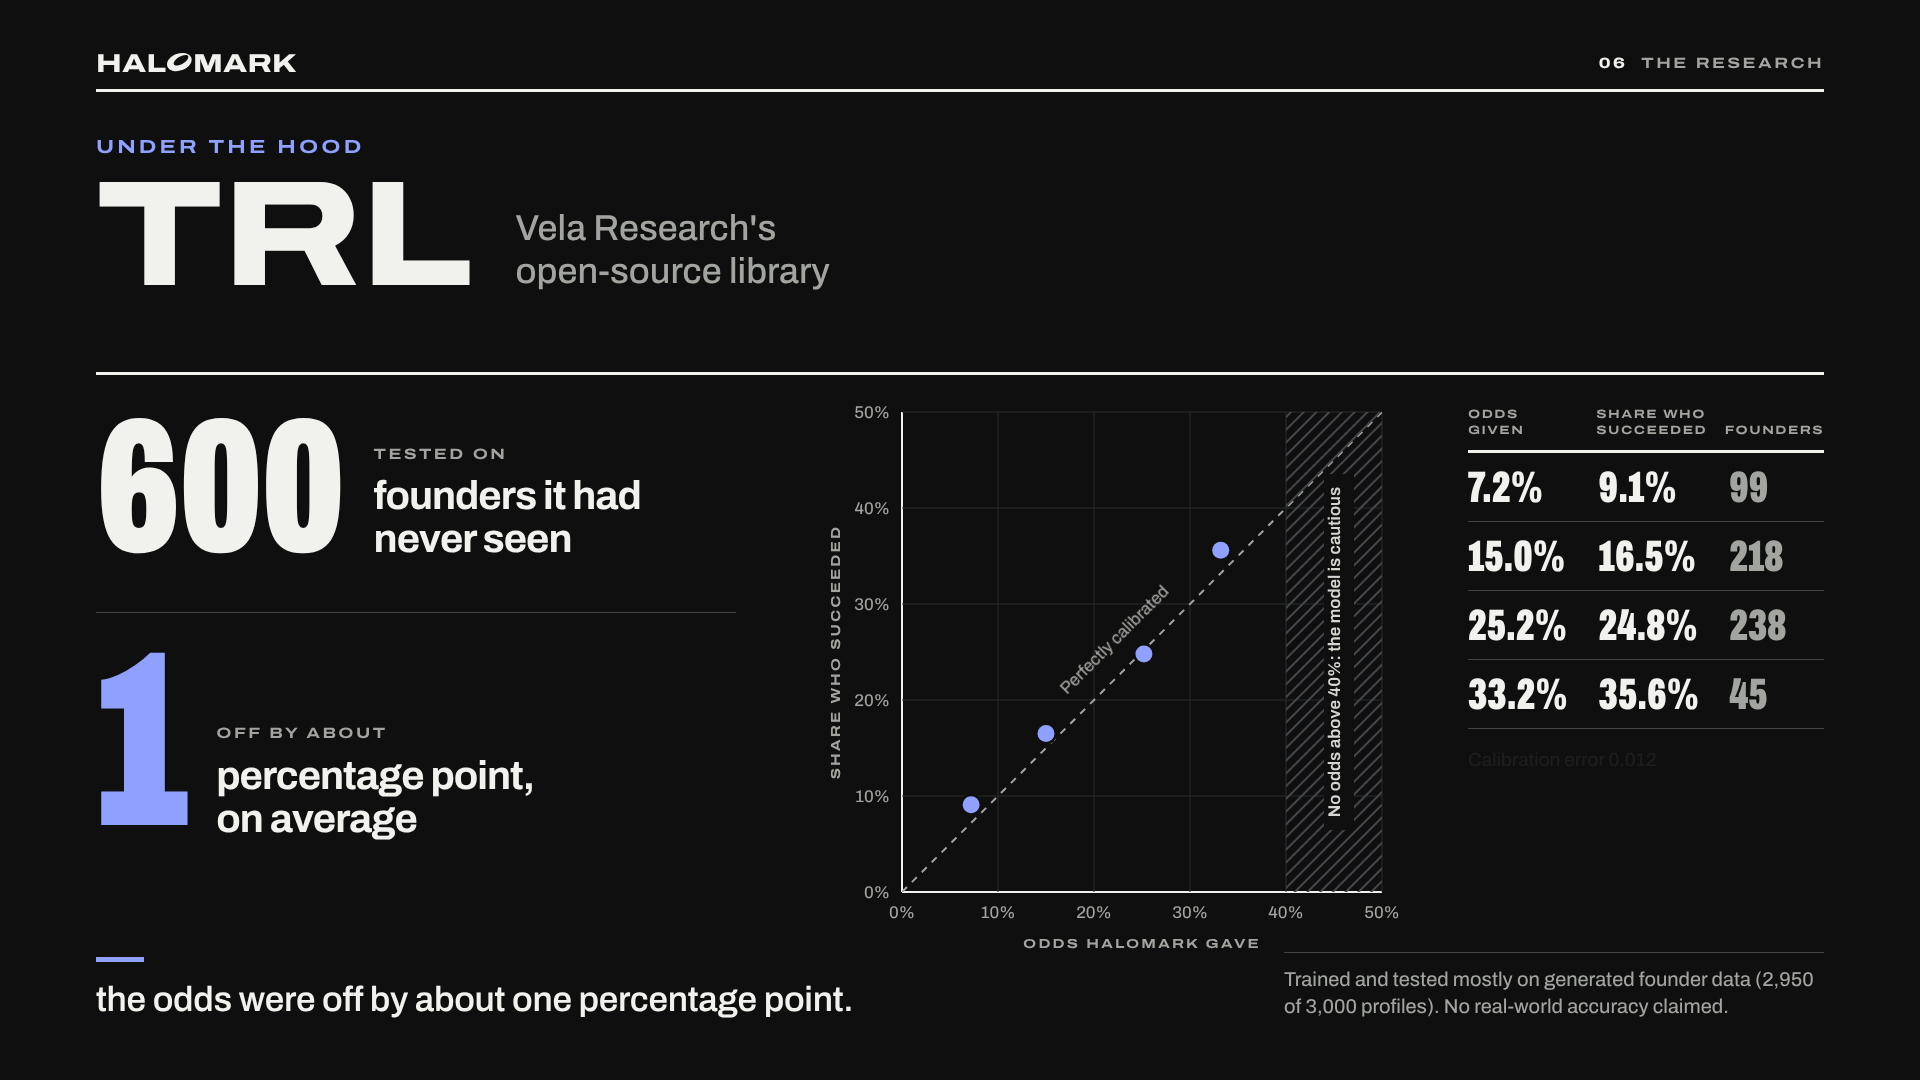 HALOMARK
06 THE RESEARCH
UNDER THE HOOD
TRL
Vela Research's
open-source library
600
TESTED ON
founders it had
never seen
1
OFF BY ABOUT
percentage point,
on average
the odds were off by about one percentage point.
SHARE WHO SUCCEEDED
50%
40%
30%
20%
10%
0%
0% 10% 20% 30% 40% 50%
ODDS HALOMARK GAVE
Perfectly calibrated
No odds above 40%: the model is cautious
ODDS GIVEN SHARE WHO SUCCEEDED FOUNDERS
7.2% 9.1% 99
15.0% 16.5% 218
25.2% 24.8% 238
33.2% 35.6% 45
Calibration error 0.012
Trained and tested mostly on generated founder data (2,950
of 3,000 profiles). No real-world accuracy claimed.